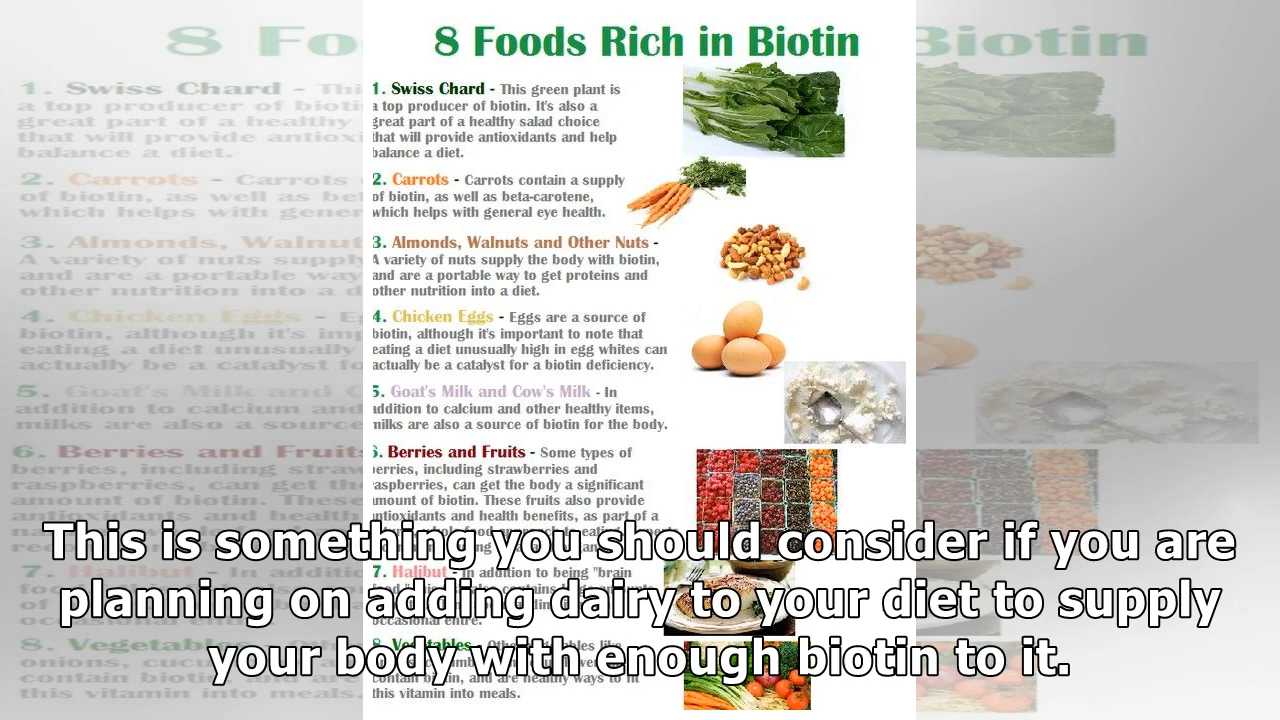 8 Foods Rich in Biotin
1. Swiss Chard - This green plant is
a top producer of biotin. It's also a
great part of a healthy salad choice
that will provide antioxidants and help
balance a diet.
2. Carrots - Carrots contain a supply
of biotin, as well as beta-carotene,
which helps with general eye health.
3. Almonds, Walnuts and Other Nuts -
A variety of nuts supply the body with biotin,
and are a portable way to get proteins and
other nutrition into a diet.
4. Chicken Eggs - Eggs are a source of
biotin, although it's important to note that
eating a diet unusually high in egg whites can
actually be a catalyst for a biotin deficiency.
5. Goat's Milk and Cow's Milk - In
addition to calcium and other healthy items,
milks are also a source of biotin for the body.
6. Berries and Fruits - Some types of
berries, including strawberries and
raspberries, can get the body a significant
amount of biotin. These fruits also provide
antioxidants and health benefits, as part of a
This is something you should consider if you are
7. Halibut - In addition to being "brain
planning on adding dairy to your diet to supply
occasional entre.
8. Vegetables -
your body with enough biotin to it.
contain biotin, and are healthy ways to fit
this vitamin into meals.